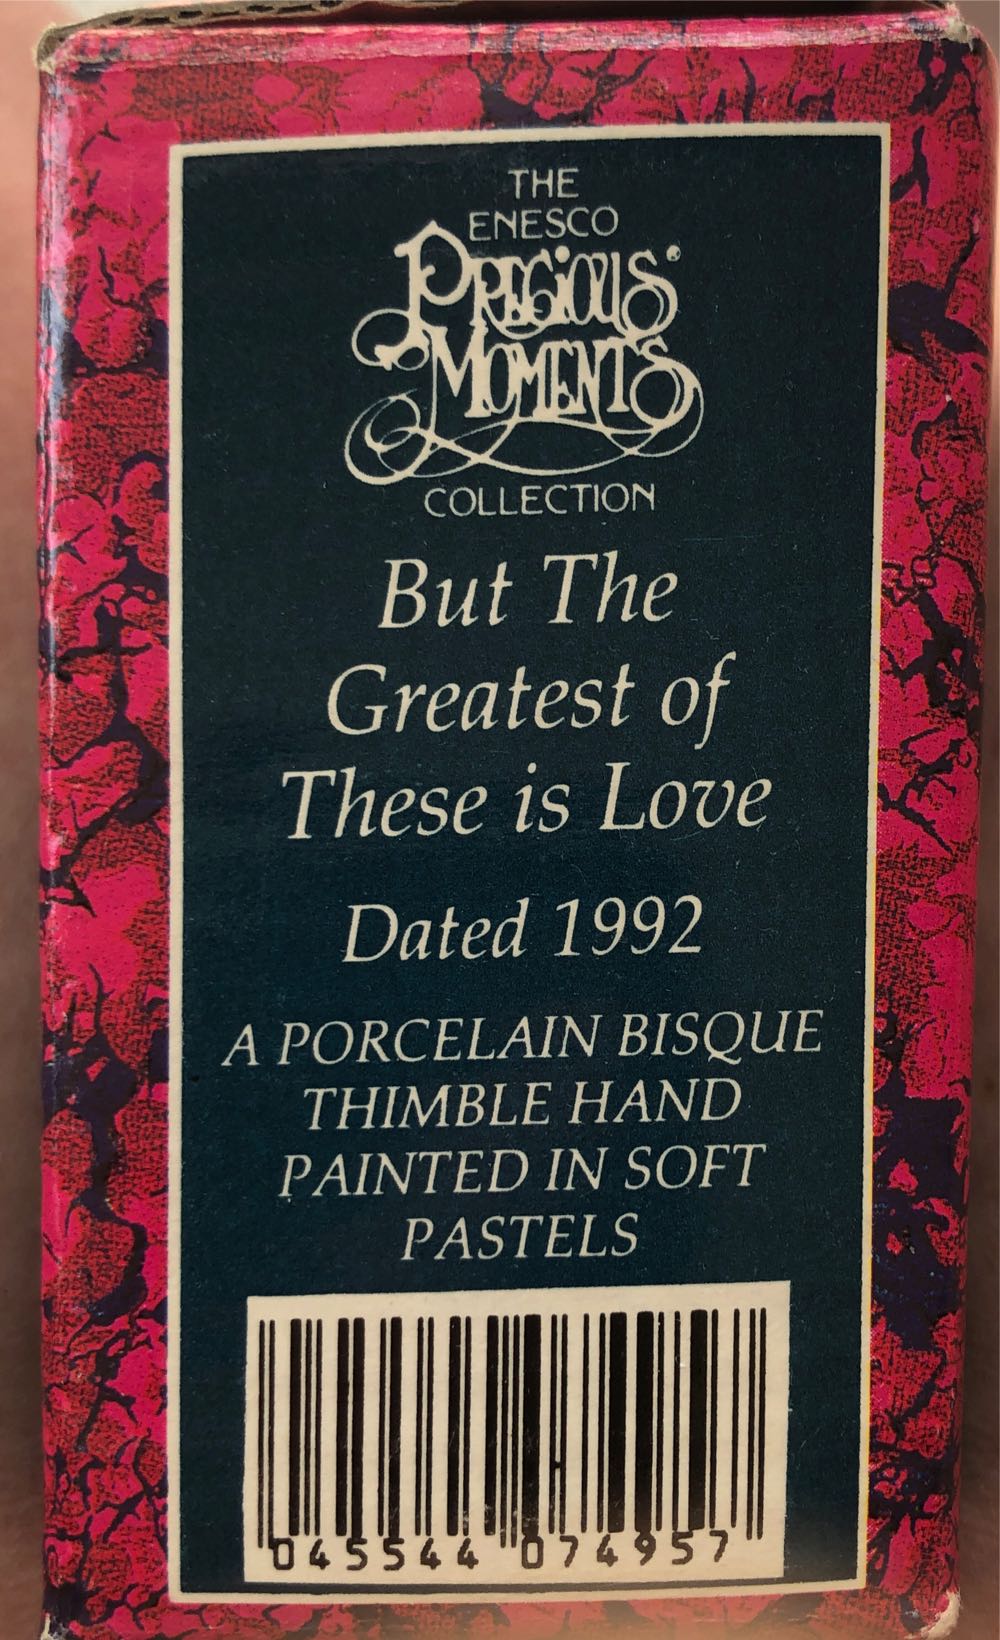 THE
ENESCO
PRECIOUS®
MOMENTS
COLLECTION
But The
Greatest of
These is Love
Dated 1992
A PORCELAIN BISQUE
THIMBLE HAND
PAINTED IN SOFT
PASTELS
045544 074957